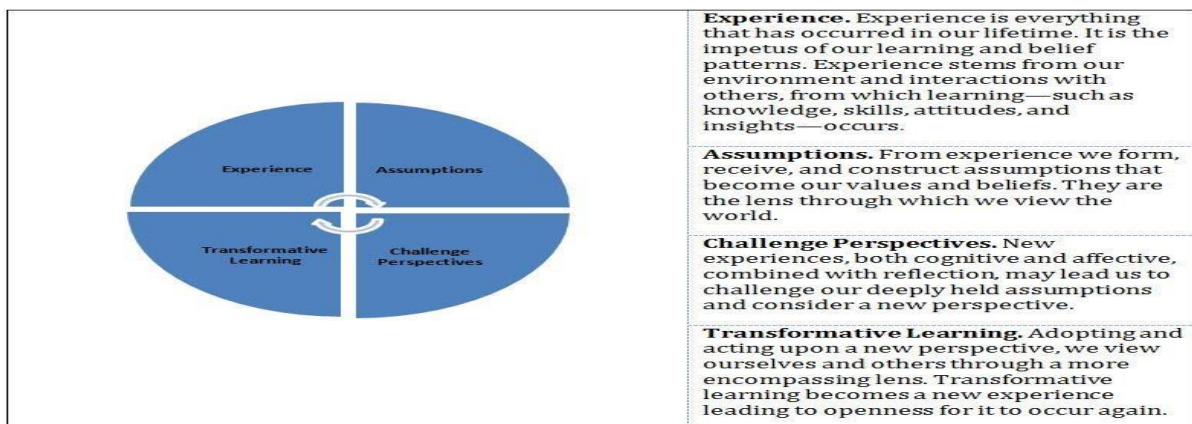 Experience
Assumptions
Transformative
Learning
Challenge
Perspectives
Experience. Experience is everything
that has occurred in our lifetime. It is the
impetus of our learning and belief
patterns. Experience stems from our
environment and interactions with
others, from which learning—such as
knowledge, skills, attitudes, and
insights—occurs.
Assumptions. From experience we form,
receive, and construct assumptions that
become our values and beliefs. They are
the lens through which we view the
world.
Challenge Perspectives. New
experiences, both cognitive and affective,
combined with reflection, may lead us to
challenge our deeply held assumptions
and consider a new perspective.
Transformative Learning. Adopting and
acting upon a new perspective, we view
ourselves and others through a more
encompassing lens. Transformative
learning becomes a new experience
leading to openness for it to occur again.